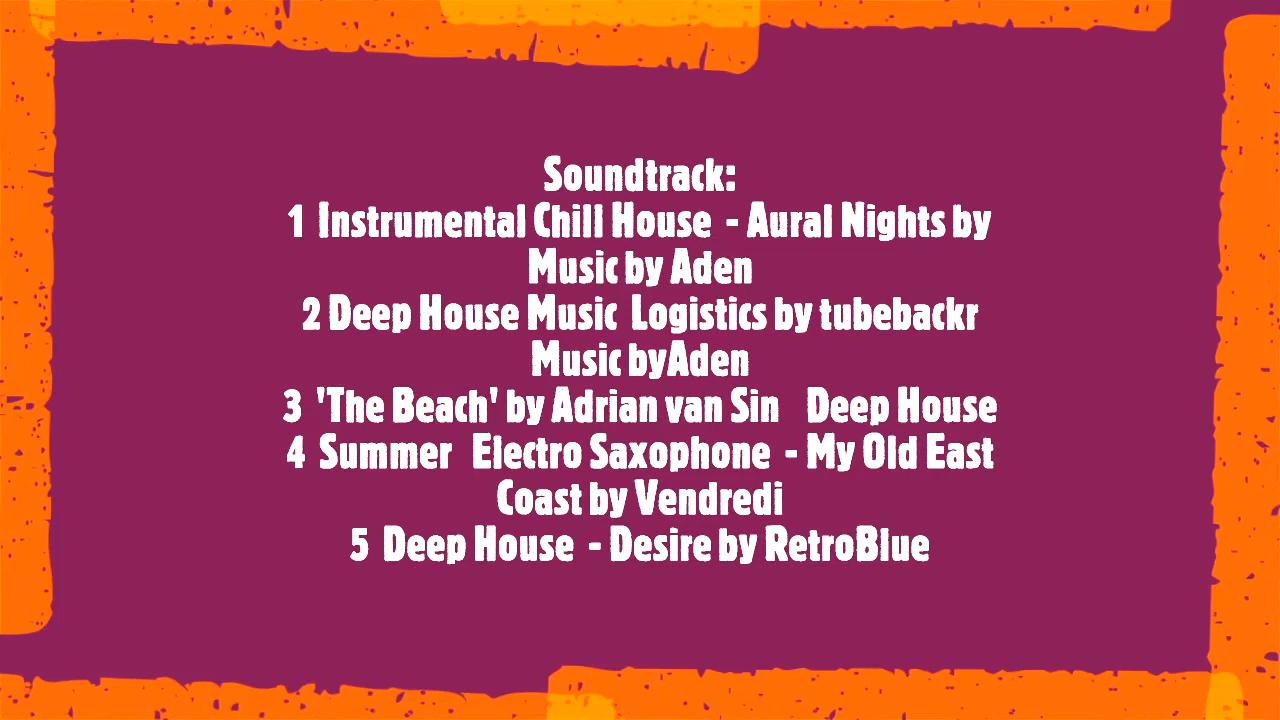 Soundtrack:
1 Instrumental Chill House - Aural Nights by
Music by Aden
2 Deep House Music Logistics by tubebackr
Music byAden
3 'The Beach' by Adrian van Sin Deep House
4 Summer Electro Saxophone - My Old East
Coast by Vendredi
5 Deep House - Desire by RetroBlue